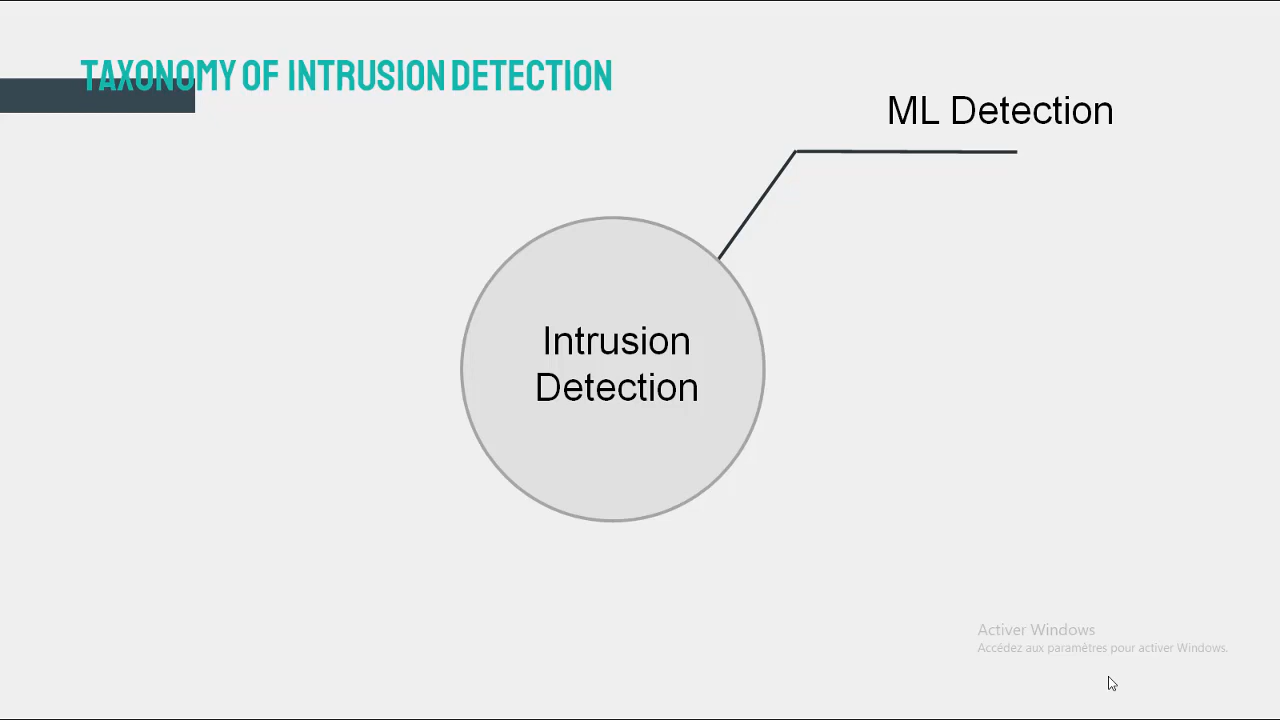 TAXONOMY OF INTRUSION DETECTION
ML Detection
Intrusion
Detection
Activer Windows
Accédez aux paramètres pour activer Windows.